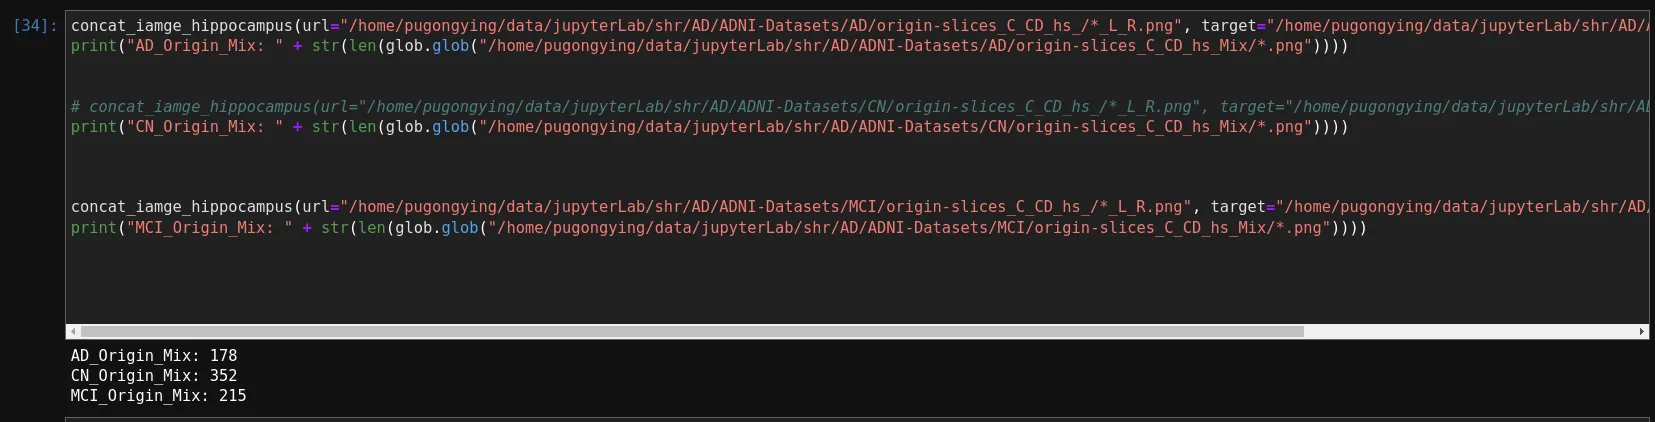 [34]: concat_iamge_hippocampus(url="/home/pugongying/data/jupyterLab/shr/AD/ADNI-Datasets/AD/origin-slices_C_CD_hs_/*_L_R.png", target="/home/pugongying/data/jupyterLab/shr/AD/
print("AD_Origin_Mix: " + str(len(glob.glob("/home/pugongying/data/jupyterLab/shr/AD/ADNI-Datasets/AD/origin-slices_C_CD_hs_Mix/*.png"))))
# concat_iamge_hippocampus(url="/home/pugongying/data/jupyterLab/shr/AD/ADNI-Datasets/CN/origin-slices_C_CD_hs_/*_L_R.png", target="/home/pugongying/data/jupyterLab/shr/AD
print("CN_Origin_Mix: " + str(len(glob.glob("/home/pugongying/data/jupyterLab/shr/AD/ADNI-Datasets/CN/origin-slices_C_CD_hs_Mix/*.png"))))
concat_iamge_hippocampus(url="/home/pugongying/data/jupyterLab/shr/AD/ADNI-Datasets/MCI/origin-slices_C_CD_hs_/*_L_R.png", target="/home/pugongying/data/jupyterLab/shr/AD/
print("MCI_Origin_Mix: " + str(len(glob.glob("/home/pugongying/data/jupyterLab/shr/AD/ADNI-Datasets/MCI/origin-slices_C_CD_hs_Mix/*.png"))))
AD_Origin_Mix: 178
CN_Origin_Mix: 352
MCI_Origin_Mix: 215